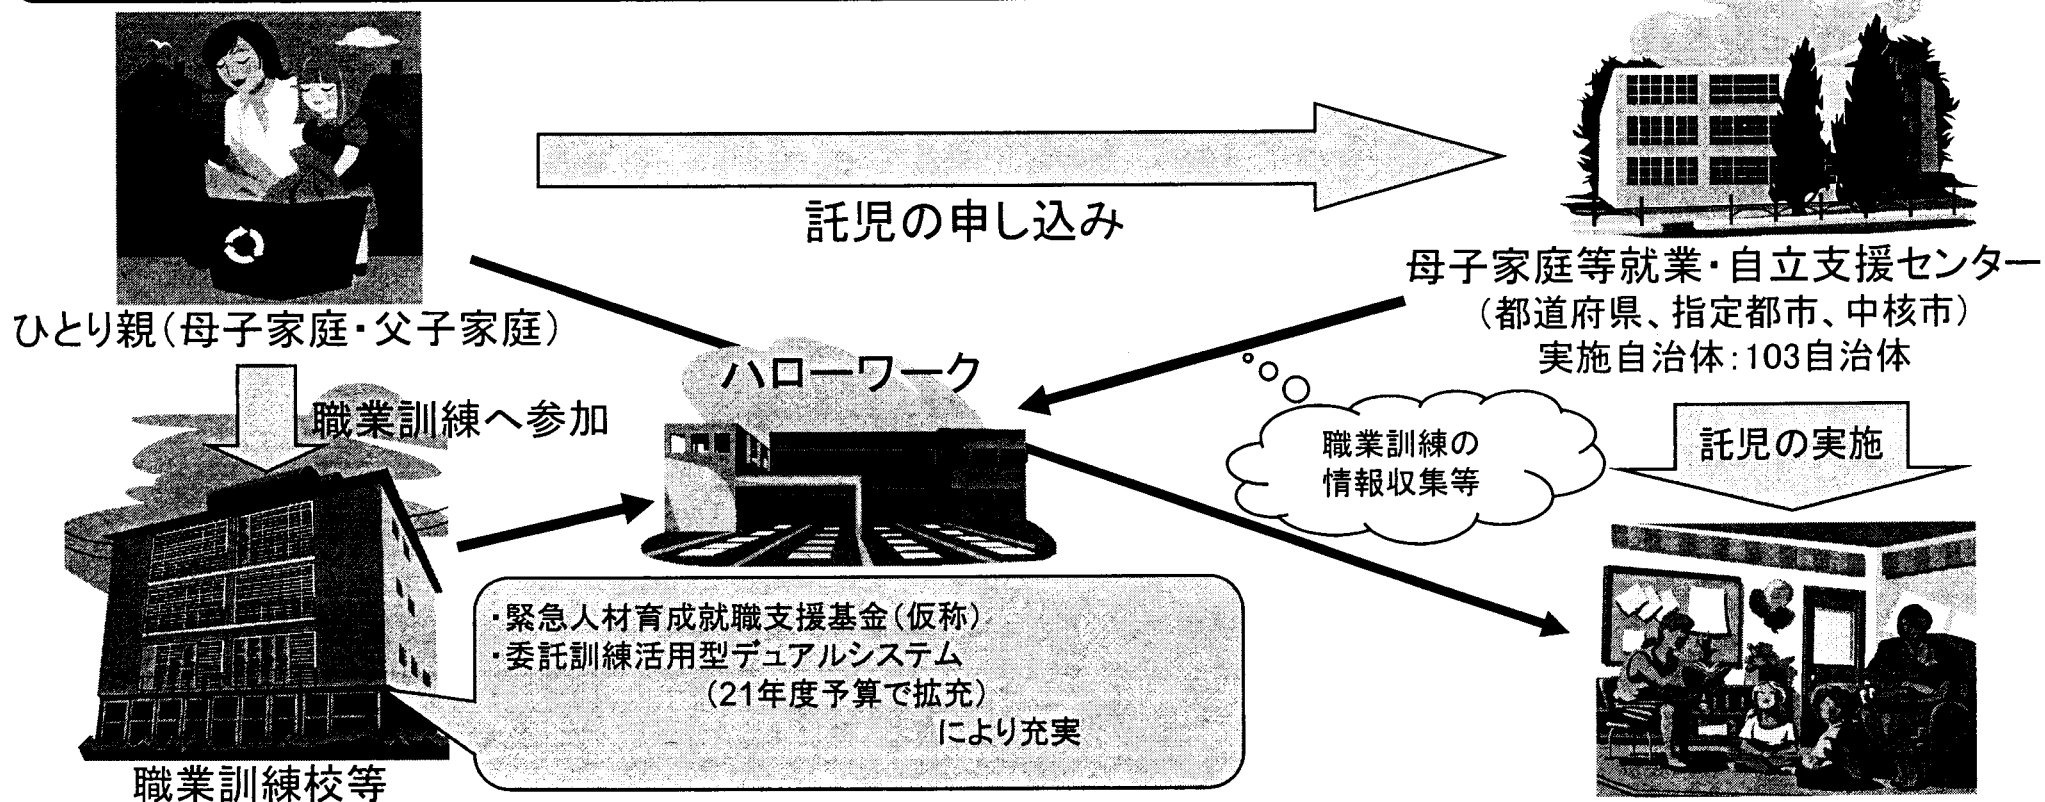 託児の申し込み
母子家庭等就業・自立支援センター
(都道府県、指定都市、中核市)
実施自治体:103自治体
ひとり親(母子家庭・父子家庭)
ハローワーク
職業訓練へ参加
職業訓練の
情報収集等
託児の実施
・緊急人材育成就職支援基金(仮称)
・委託訓練活用型デュアルシステム
(21年度予算で拡充)
により充実
職業訓練校等